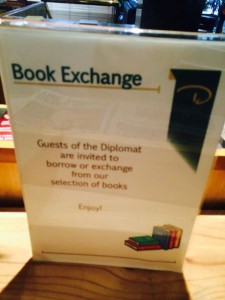 Book Exchange
Guests of the Diplomat
are invited to
borrow or exchange
from our
selection of books
Enjoy!